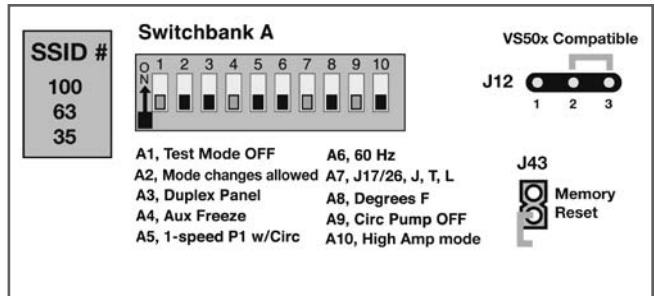 SSID #
100
63
35
Switchbank A
ON
1 2 3 4 5 6 7 8 9 10
A1, Test Mode OFF
A2, Mode changes allowed
A3, Duplex Panel
A4, Aux Freeze
A5, 1-speed P1 w/Circ
A6, 60 Hz
A7, J17/26, J, T, L
A8, Degrees F
A9, Circ Pump OFF
A10, High Amp mode
VS50x Compatible
J12
1 2 3
J43
Memory
Reset